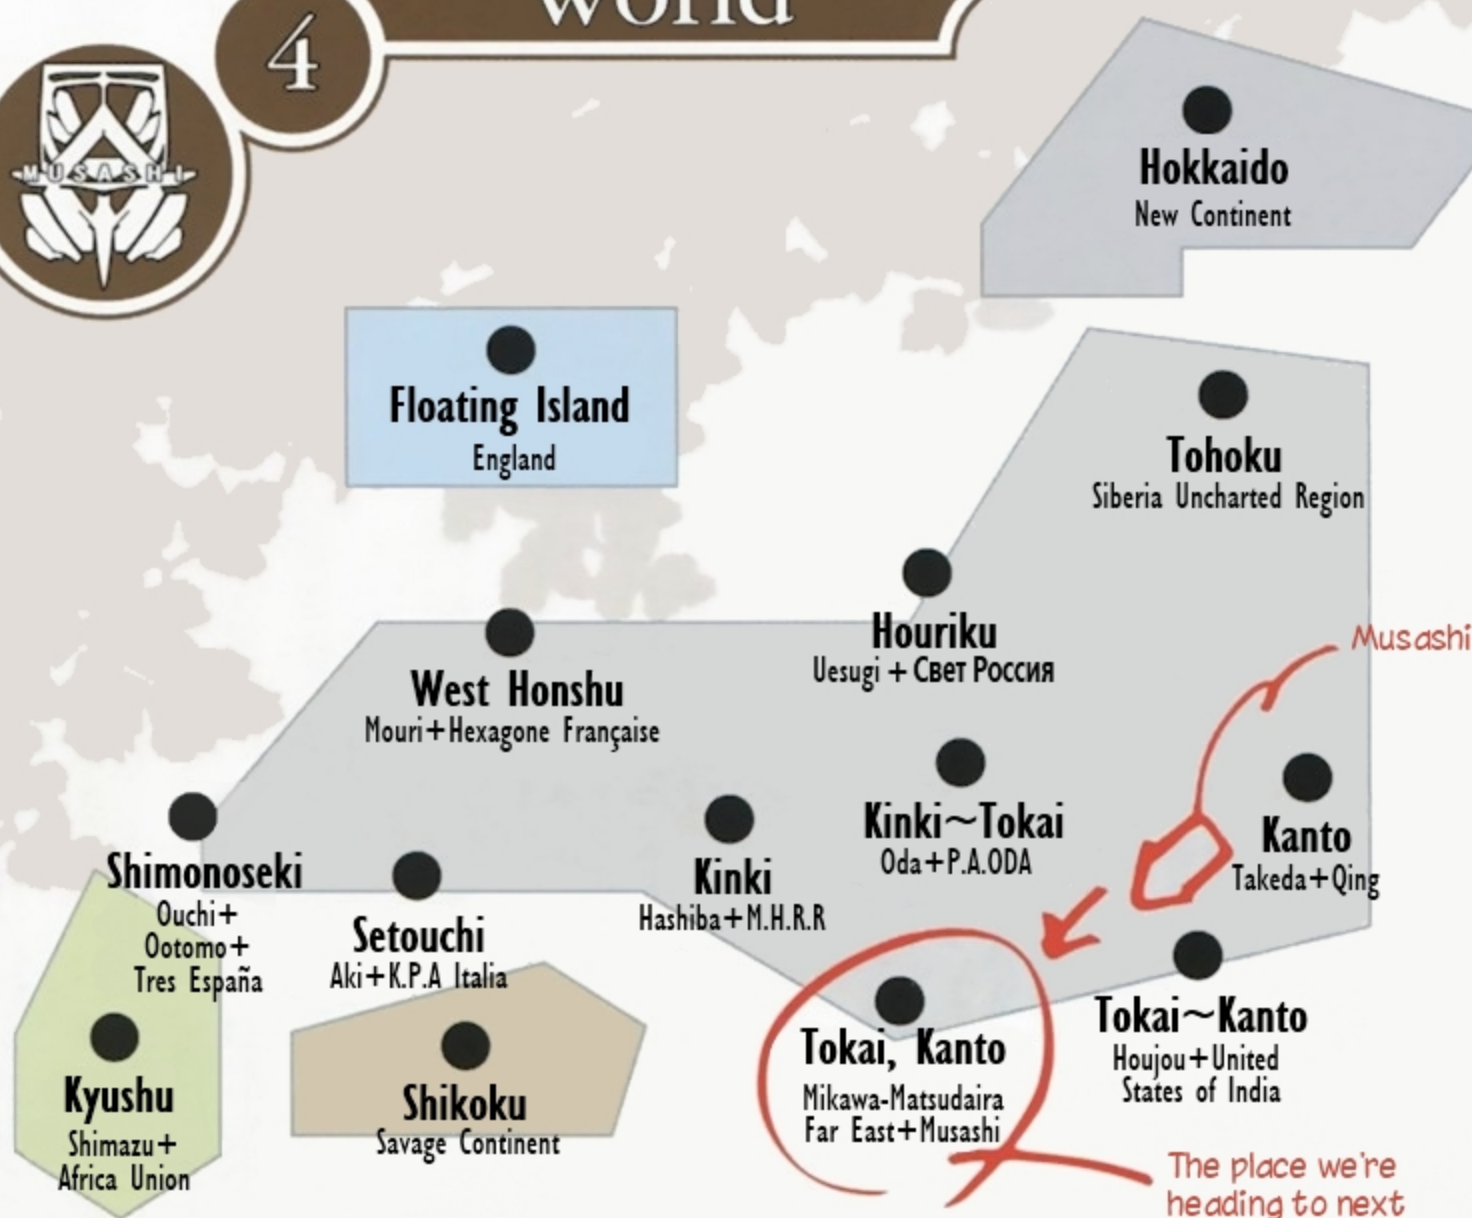 world
4
MUSASHI
Hokkaido
New Continent
Floating Island
England
Tohoku
Siberia Uncharted Region
Houriku
Uesugi + Свет Россия
Musashi
West Honshu
Mouri+Hexagone Française
Kinki~Tokai
Oda+P.A.ODA
Kanto
Takeda+Qing
Shimonoseki
Ouchi+
Ootomo+
Tres España
Setouchi
Aki+K.P.A Italia
Kinki
Hashiba+M.H.R.R
Tokai, Kanto
Mikawa-Matsudaira
Far East+Musashi
Tokai~Kanto
Houjou+United
States of India
Kyushu
Shimazu+
Africa Union
Shikoku
Savage Continent
The place we're
heading to next